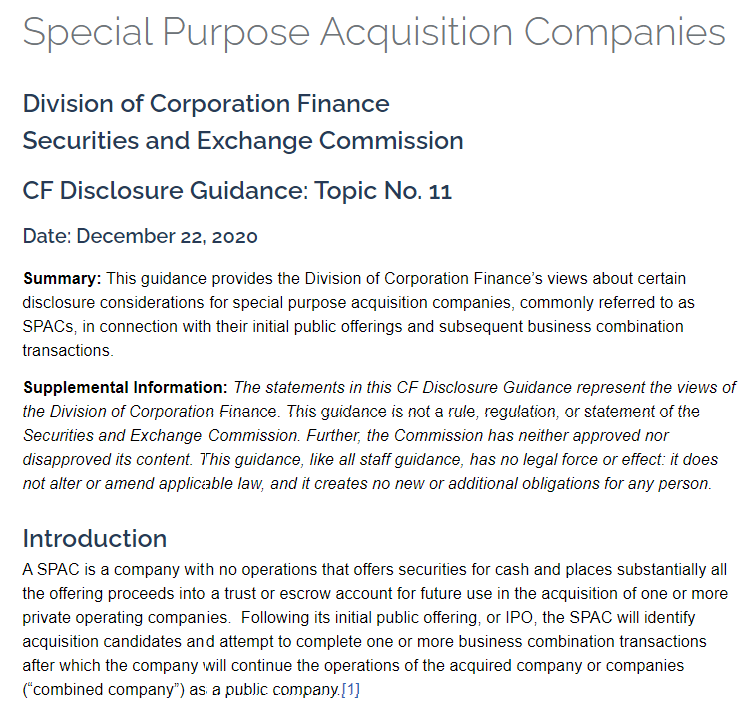 Special Purpose Acquisition Companies
Division of Corporation Finance
Securities and Exchange Commission
CF Disclosure Guidance: Topic No. 11
Date: December 22, 2020
Summary: This guidance provides the Division of Corporation Finance’s views about certain
disclosure considerations for special purpose acquisition companies, commonly referred to as
SPACs, in connection with their initial public offerings and subsequent business combination
transactions.
Supplemental Information: The statements in this CF Disclosure Guidance represent the views of
the Division of Corporation Finance. This guidance is not a rule, regulation, or statement of the
Securities and Exchange Commission. Further, the Commission has neither approved nor
disapproved its content. This guidance, like all staff guidance, has no legal force or effect: it does
not alter or amend applicable law, and it creates no new or additional obligations for any person.
Introduction
A SPAC is a company with no operations that offers securities for cash and places substantially all
the offering proceeds into a trust or escrow account for future use in the acquisition of one or more
private operating companies.  Following its initial public offering, or IPO, the SPAC will identify
acquisition candidates and attempt to complete one or more business combination transactions
after which the company will continue the operations of the acquired company or companies
(“combined company”) as a public company.[1]